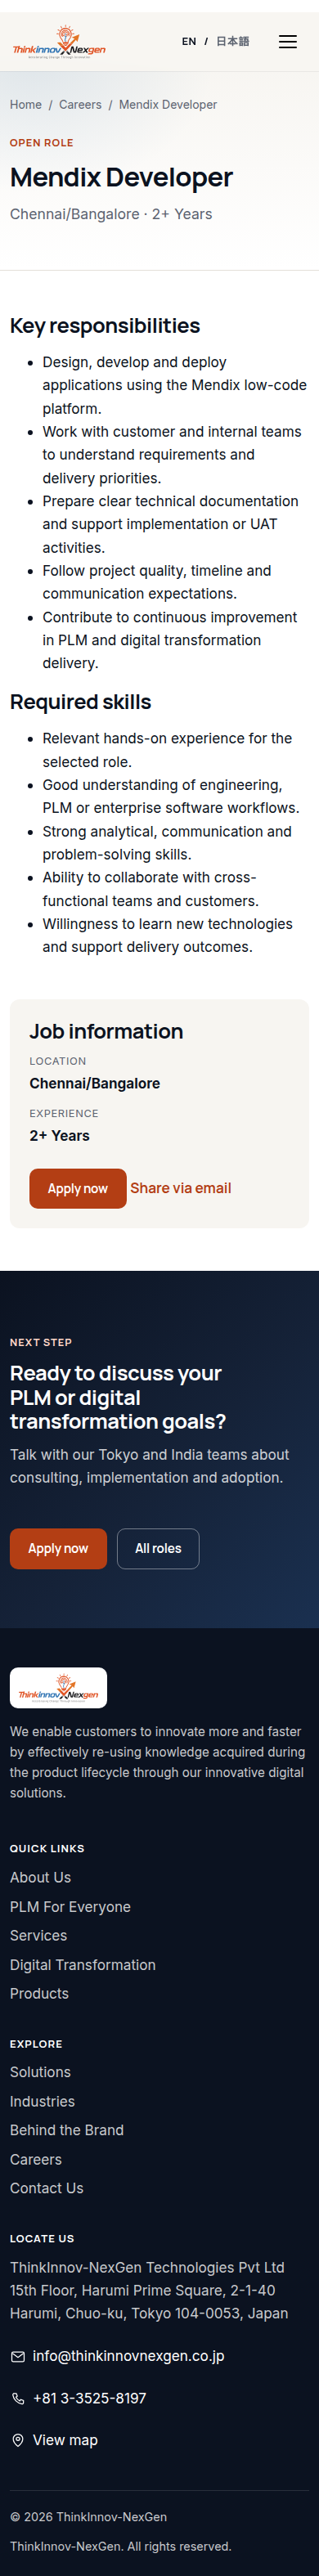 ThinkinnovXNexgen
EN / 日本語
Home / Careers / Mendix Developer
OPEN ROLE
Mendix Developer
Chennai/Bangalore · 2+ Years
Key responsibilities
• Design, develop and deploy
applications using the Mendix low-code
platform.
• Work with customer and internal teams
to understand requirements and
delivery priorities.
• Prepare clear technical documentation
and support implementation or UAT
activities.
• Follow project quality, timeline and
communication expectations.
• Contribute to continuous improvement
in PLM and digital transformation
delivery.
Required skills
• Relevant hands-on experience for the
selected role.
• Good understanding of engineering,
PLM or enterprise software workflows.
• Strong analytical, communication and
problem-solving skills.
• Ability to collaborate with cross-
functional teams and customers.
• Willingness to learn new technologies
and support delivery outcomes.
Job information
LOCATION
Chennai/Bangalore
EXPERIENCE
2+ Years
Apply now Share via email
NEXT STEP
Ready to discuss your
PLM or digital
transformation goals?
Talk with our Tokyo and India teams about
consulting, implementation and adoption.
Apply now All roles
ThinkinnovXNexgen
We enable customers to innovate more and faster
by effectively re-using knowledge acquired during
the product lifecycle through our innovative digital
solutions.
QUICK LINKS
About Us
PLM For Everyone
Services
Digital Transformation
Products
EXPLORE
Solutions
Industries
Behind the Brand
Careers
Contact Us
LOCATE US
ThinkInnov-NexGen Technologies Pvt Ltd
15th Floor, Harumi Prime Square, 2-1-40
Harumi, Chuo-ku, Tokyo 104-0053, Japan
info@thinkinnovnexgen.co.jp
+81 3-3525-8197
View map
© 2026 ThinkInnov-NexGen
ThinkInnov-NexGen. All rights reserved.